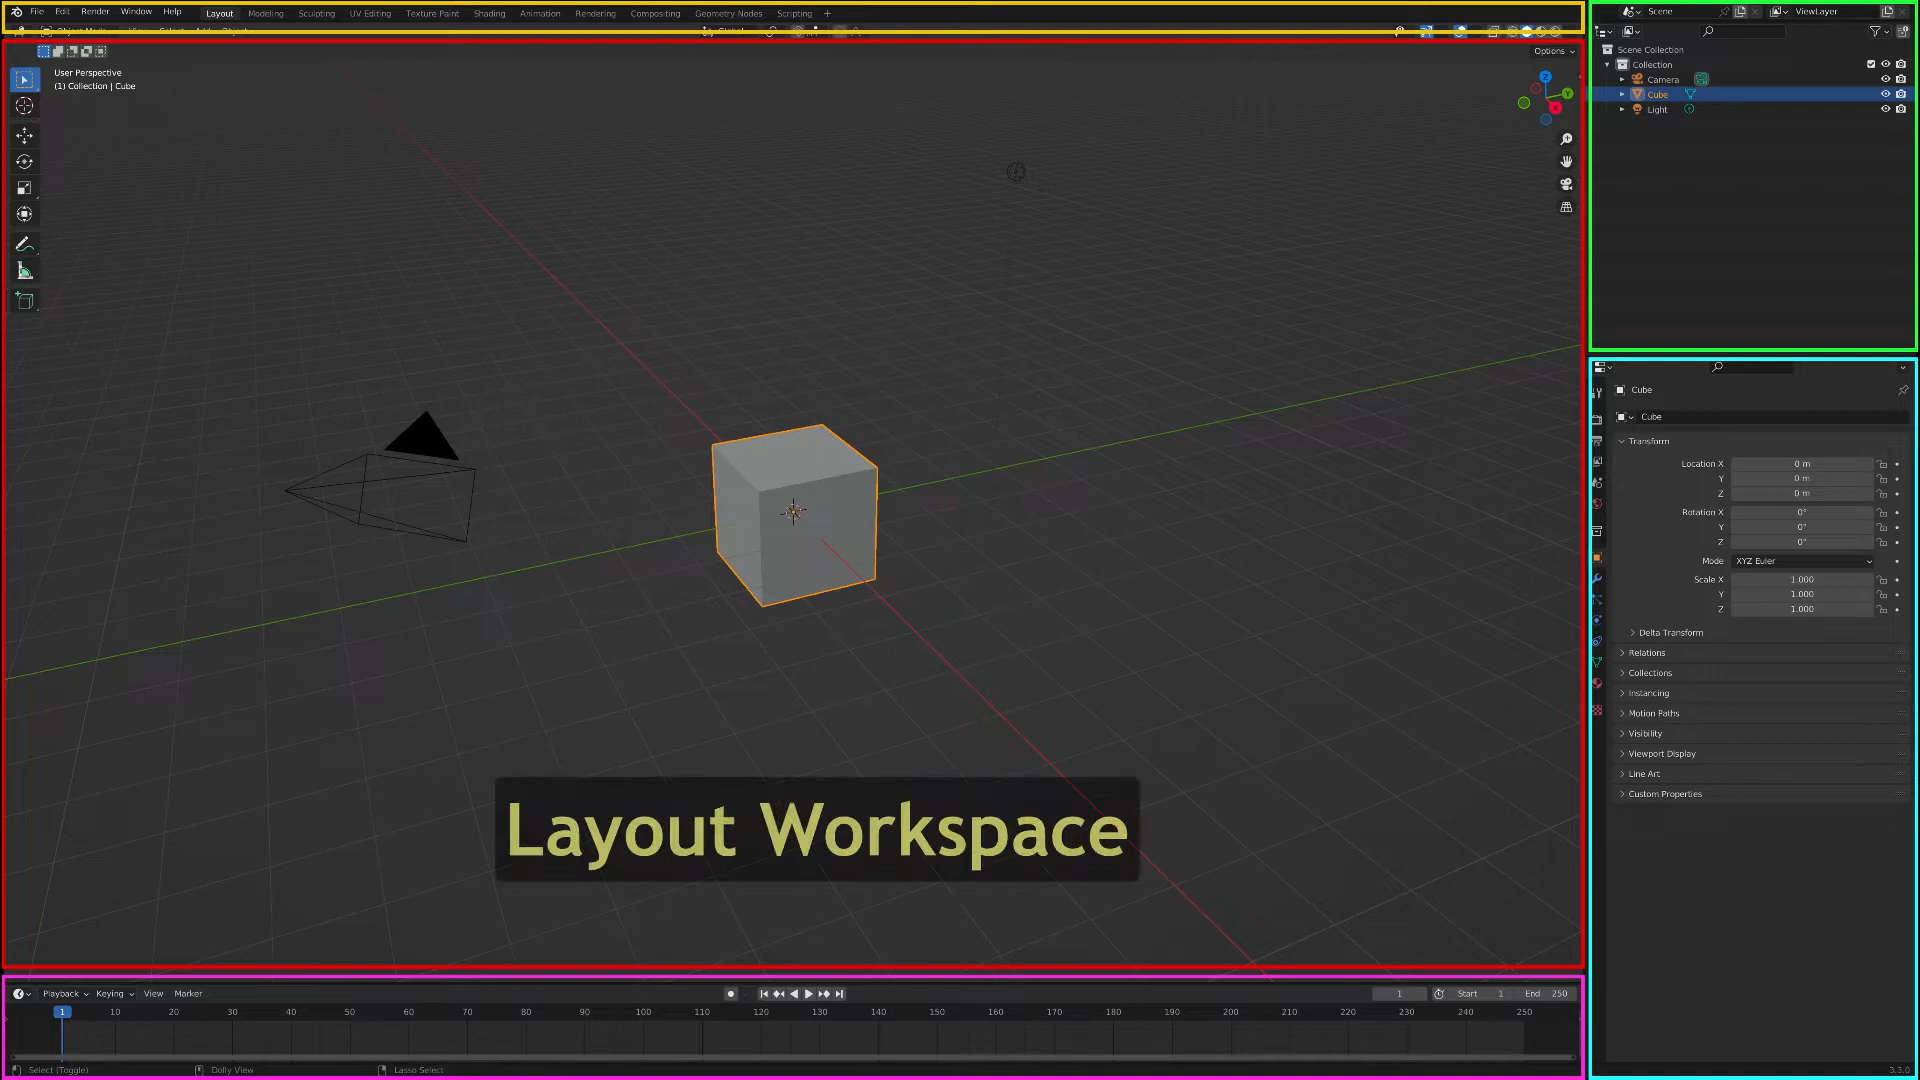 File Edit Render Window Help Layout Modeling Sculpting UV Editing Texture Paint Shading Animation Rendering Compositing Geometry Nodes Scripting +
Scene
ViewLayer
Options
User Perspective
(1) Collection | Cube
Z
Y
X
Scene Collection
Collection
Camera
Cube
Light
Cube
Cube
Transform
Location X 0 m
Y 0 m
Z 0 m
Rotation X 0°
Y 0°
Z 0°
Mode XYZ Euler
Scale X 1.000
Y 1.000
Z 1.000
Delta Transform
Relations
Collections
Instancing
Motion Paths
Visibility
Viewport Display
Line Art
Custom Properties
Layout Workspace
Playback Keying View Marker
1 Start 1 End 250
1 10 20 30 40 50 60 70 80 90 100 110 120 130 140 150 160 170 180 190 200 210 220 230 240 250
Select (Toggle) Dolly View Lasso Select
3.3.0